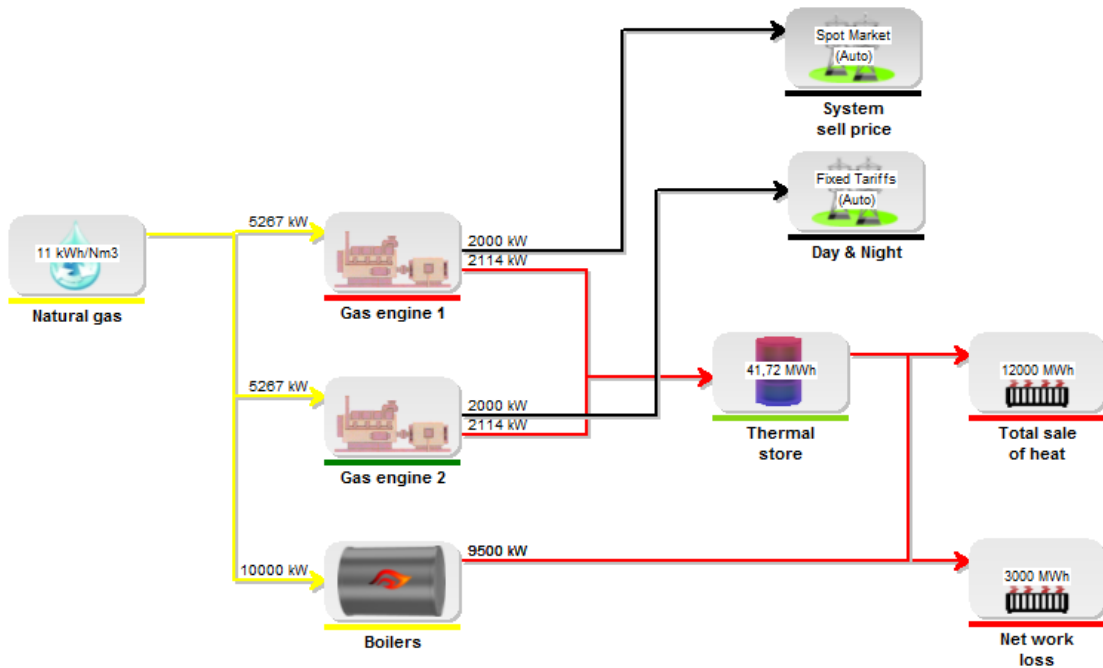 Spot Market
(Auto)
System
sell price
Fixed Tariffs
(Auto)
Day & Night
11 kWh/Nm3
Natural gas
5267 kW
2000 kW
2114 kW
Gas engine 1
5267 kW
2000 kW
2114 kW
Gas engine 2
41,72 MWh
Thermal
store
12000 MWh
Total sale
of heat
10000 kW
9500 kW
Boilers
3000 MWh
Net work
loss